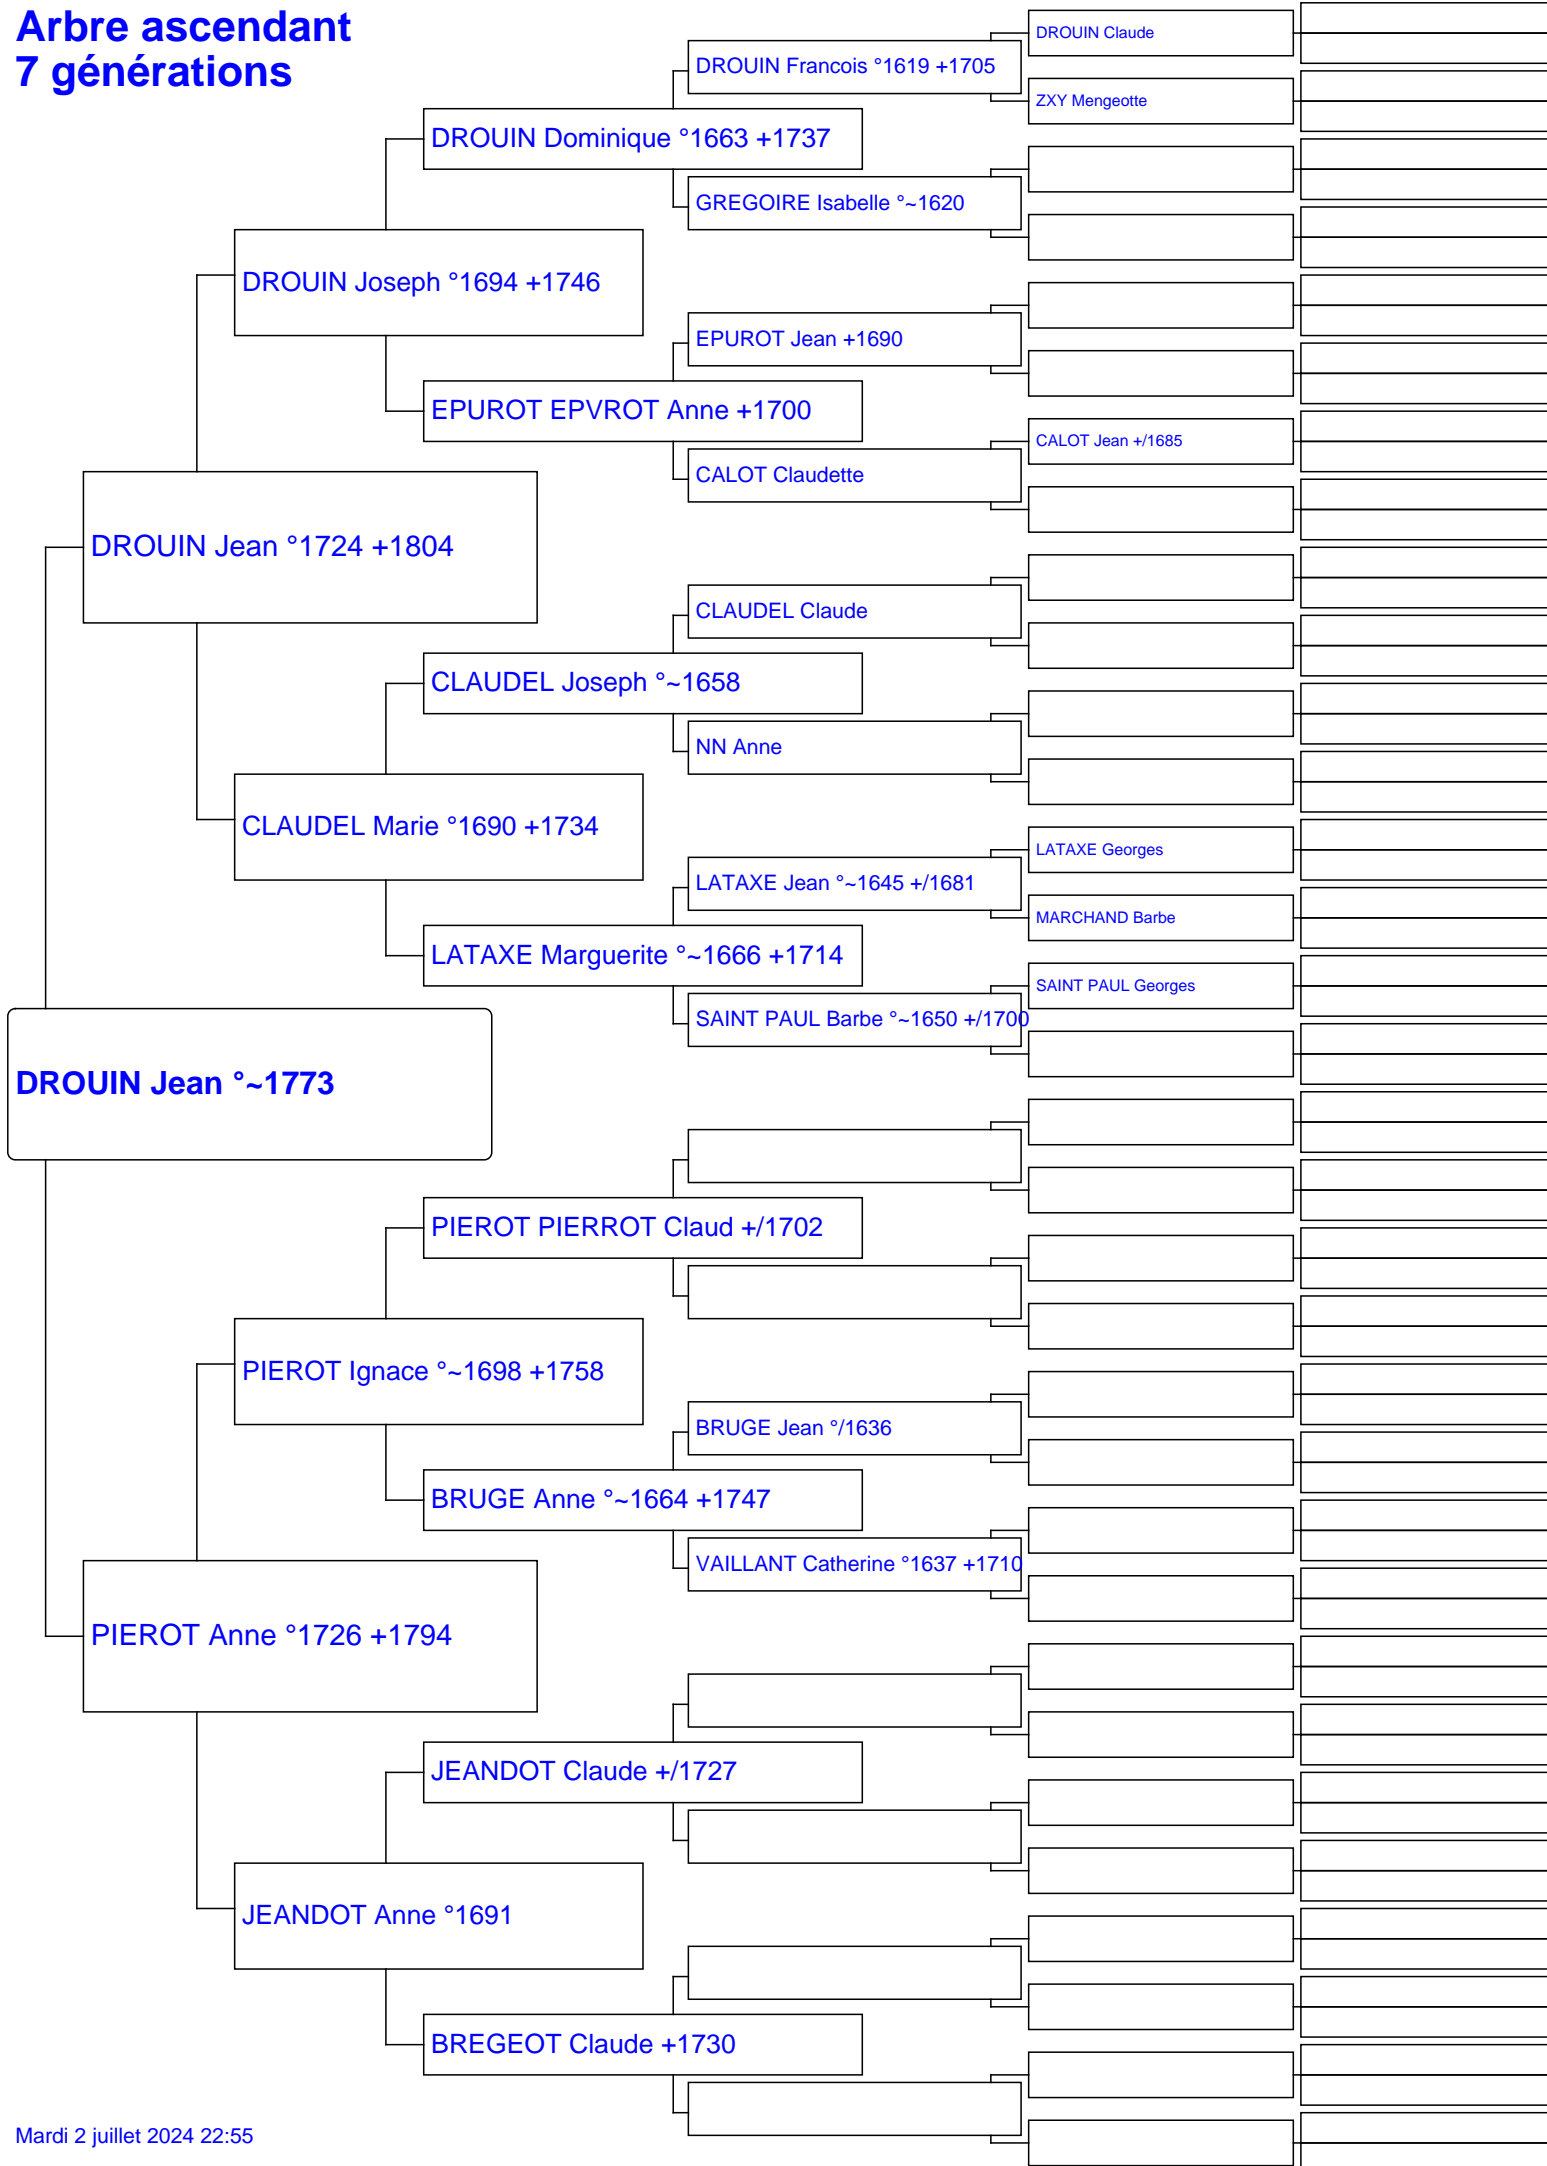 Arbre ascendant
7 générations
DROUIN Claude
DROUIN Francois °1619 +1705
ZXY Mengeotte
DROUIN Dominique °1663 +1737
GREGOIRE Isabelle °~1620
DROUIN Joseph °1694 +1746
EPUROT Jean +1690
EPUROT EPVROT Anne +1700
CALOT Jean +/1685
CALOT Claudette
DROUIN Jean °1724 +1804
CLAUDEL Claude
CLAUDEL Joseph °~1658
NN Anne
CLAUDEL Marie °1690 +1734
LATAXE Georges
LATAXE Jean °~1645 +/1681
MARCHAND Barbe
LATAXE Marguerite °~1666 +1714
SAINT PAUL Georges
SAINT PAUL Barbe °~1650 +/1700
DROUIN Jean °~1773
PIEROT PIERROT Claud +/1702
PIEROT Ignace °~1698 +1758
BRUGE Jean °/1636
BRUGE Anne °~1664 +1747
VAILLANT Catherine °1637 +1710
PIEROT Anne °1726 +1794
JEANDOT Claude +/1727
JEANDOT Anne °1691
BREGEOT Claude +1730
Mardi 2 juillet 2024 22:55